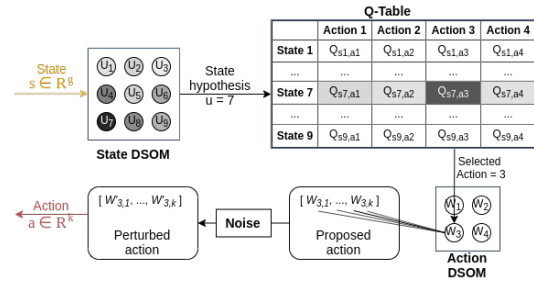 Q-Table
Action 1 Action 2 Action 3 Action 4
State 1 Qs1,a1 Qs1,a2 Qs1,a3 Qs1,a4
... ... ... ... ...
State 7 Qs7,a1 Qs7,a2 Qs7,a3 Qs7,a4
... ... ... ... ...
State 9 Qs9,a1 Qs9,a2 Qs9,a3 Qs9,a4
State
s ∈ R^g
U1 U2 U3
U4 U5 U6
U7 U8 U9
State DSOM
State
hypothesis
u = 7
Selected
Action = 3
W1 W2
W3 W4
Action
DSOM
[ W3,1, ..., W3,k ]
Proposed
action
Noise
[ W'3,1, ..., W'3,k ]
Perturbed
action
Action
a ∈ R^k